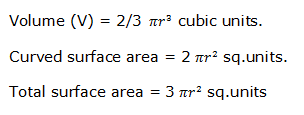 Volume (V) = 2/3 πr³ cubic units.
Curved surface area = 2 πr² sq.units.
Total surface area = 3 πr² sq.units